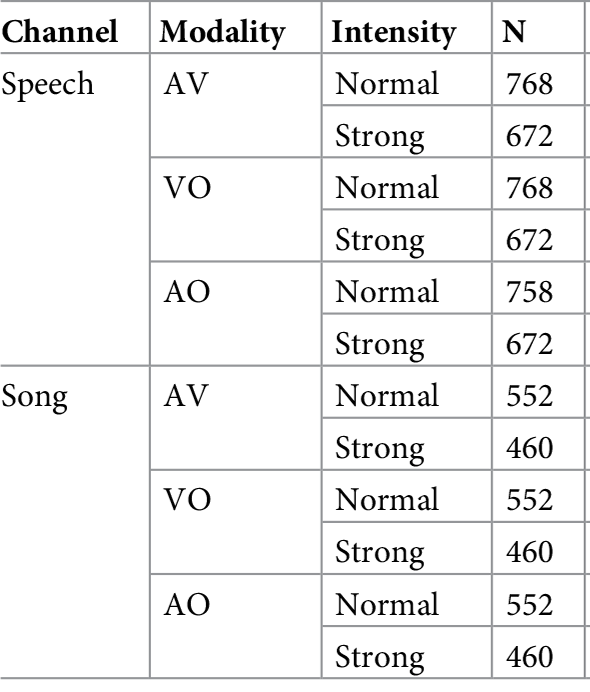 Channel Modality Intensity N
Speech AV Normal 768
Strong 672
VO Normal 768
Strong 672
AO Normal 758
Strong 672
Song AV Normal 552
Strong 460
VO Normal 552
Strong 460
AO Normal 552
Strong 460